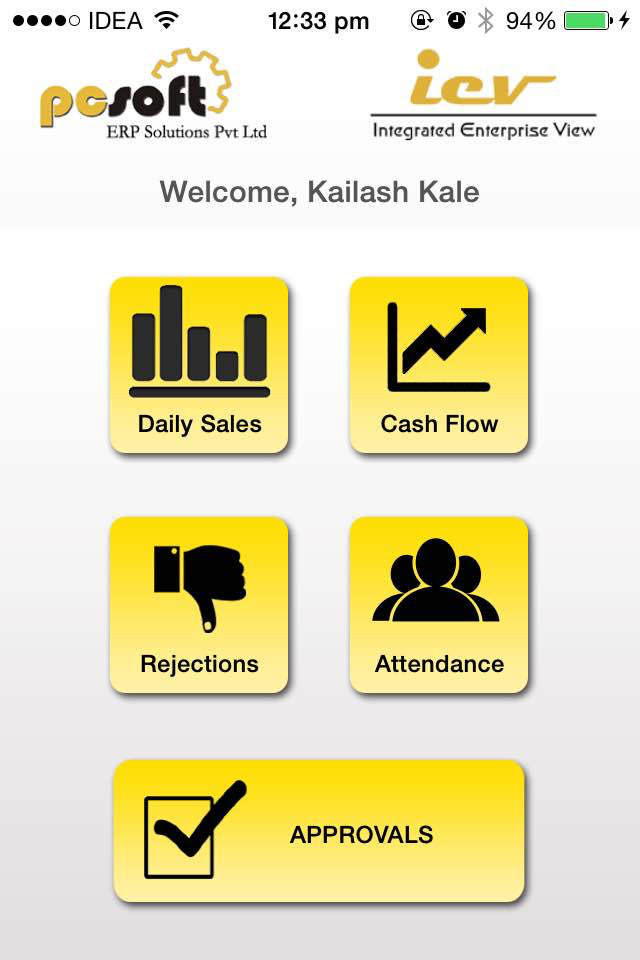 IDEA 12:33 pm 94%
pcsoft
ERP Solutions Pvt Ltd
iev
Integrated Enterprise View
Welcome, Kailash Kale
Daily Sales
Cash Flow
Rejections
Attendance
APPROVALS